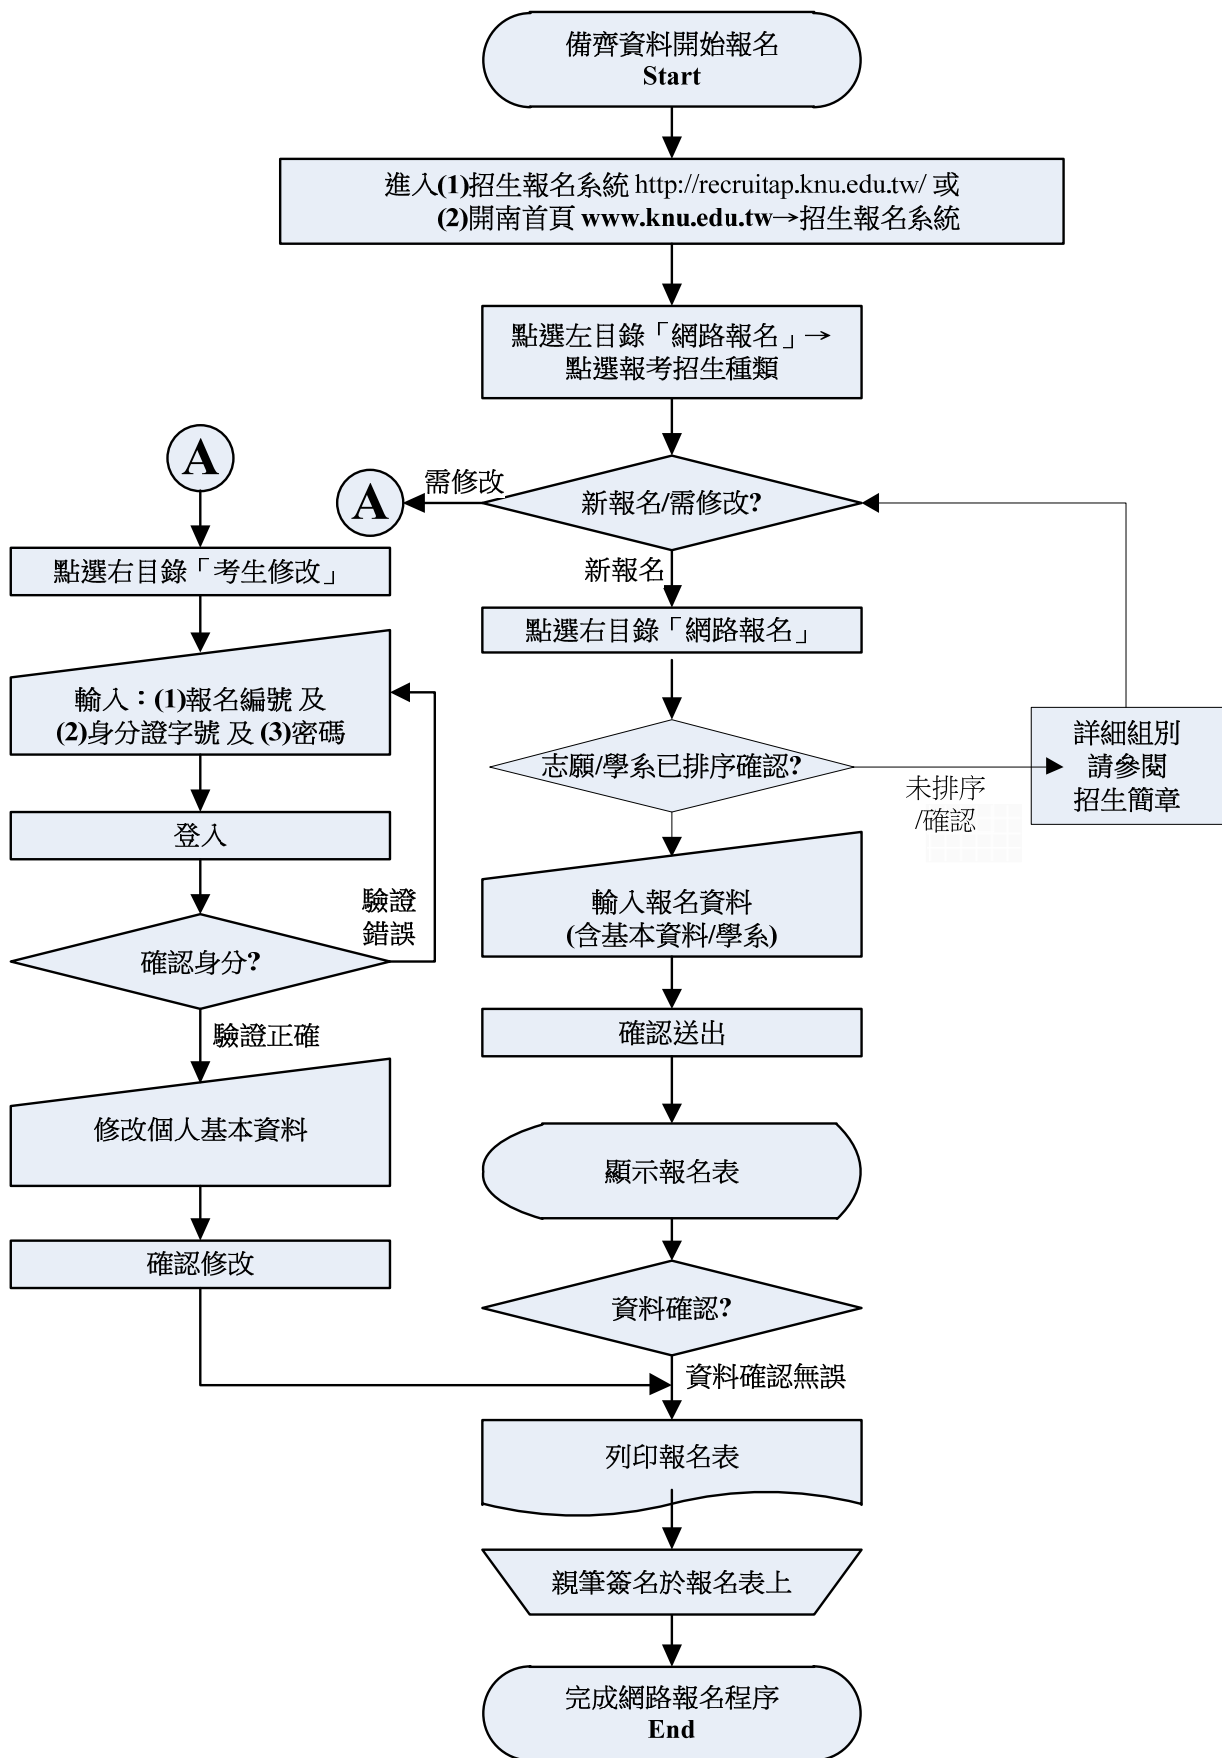 備齊資料開始報名
Start
進入(1)招生報名系統 http://recruitap.knu.edu.tw/ 或
(2)開南首頁 www.knu.edu.tw→招生報名系統
點選左目錄「網路報名」→
點選報考招生種類
新報名/需修改?
需修改
A
新報名
點選右目錄「網路報名」
志願/學系已排序確認?
未排序
/確認
詳細組別
請參閱
招生簡章
輸入報名資料
(含基本資料/學系)
確認送出
顯示報名表
資料確認?
資料確認無誤
A
點選右目錄「考生修改」
輸入：(1)報名編號 及
(2)身分證字號 及 (3)密碼
登入
確認身分?
驗證
錯誤
驗證正確
修改個人基本資料
確認修改
列印報名表
親筆簽名於報名表上
完成網路報名程序
End